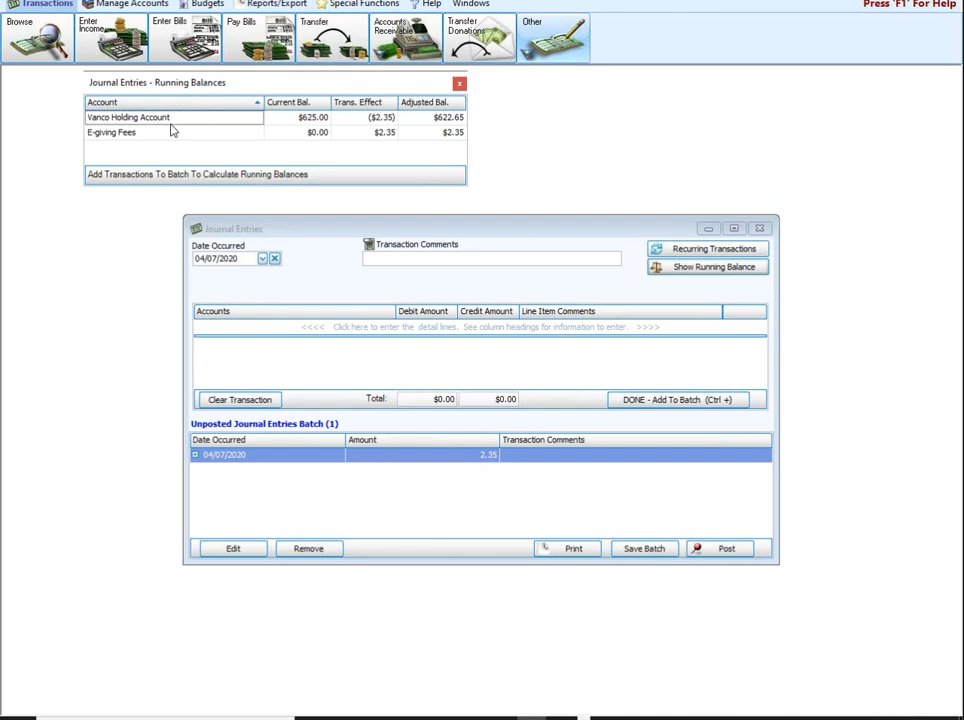 Transactions Manage Accounts Budgets Reports/Export Special Functions Help Windows Press 'F1' For Help
Browse Enter Income Enter Bills Pay Bills Transfer Accounts Receivable Transfer Donations Other
Journal Entries - Running Balances x
Account Current Bal. Trans. Effect Adjusted Bal.
Vanco Holding Account $625.00 ($2.35) $622.65
E-giving Fees $0.00 $2.35 $2.35
Add Transactions To Batch To Calculate Running Balances
Journal Entries
Date Occurred Transaction Comments Recurring Transactions
04/07/2020 Show Running Balance
Accounts Debit Amount Credit Amount Line Item Comments
<<<< Click here to enter the detail lines. See column headings for information to enter. >>>>
Clear Transaction Total: $0.00 $0.00 DONE - Add To Batch (Ctrl +)
Unposted Journal Entries Batch (1)
Date Occurred Amount Transaction Comments
04/07/2020 2.35
Edit Remove Print Save Batch Post